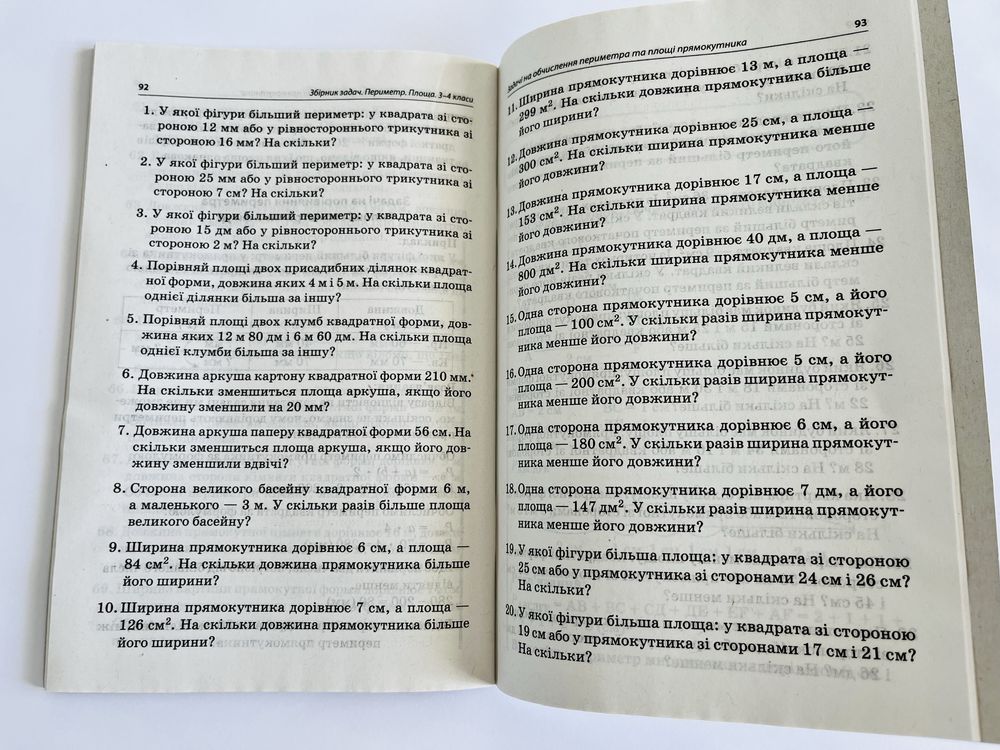 92
Збірник задач. Периметр. Площа. 3–4 класи
1. У якої фігури більший периметр: у квадрата зі сто-
роною 12 мм або у рівностороннього трикутника зі
стороною 16 мм? На скільки?
2. У якої фігури більший периметр: у квадрата зі сто-
роною 25 мм або у рівностороннього трикутника зі
стороною 7 см? На скільки?
3. У якої фігури більший периметр: у квадрата зі сто-
роною 15 дм або у рівностороннього трикутника зі
стороною 2 м? На скільки?
4. Порівняй площі двох присадибних ділянок квадрат-
ної форми, довжина яких 4 м і 5 м. На скільки площа
однієї ділянки більша за іншу?
5. Порівняй площі двох клумб квадратної форми, дов-
жина яких 12 м 80 дм і 6 м 60 дм. На скільки площа
однієї клумби більша за іншу?
6. Довжина аркуша картону квадратної форми 210 мм.
На скільки зменшиться площа аркуша, якщо його
довжину зменшили на 20 мм?
7. Довжина аркуша паперу квадратної форми 56 см. На
скільки зменшиться площа аркуша, якщо його дов-
жину зменшили вдвічі?
8. Сторона великого басейну квадратної форми 6 м,
а маленького — 3 м. У скільки разів більше площа
великого басейну?
9. Ширина прямокутника дорівнює 6 см, а площа —
84 см². На скільки довжина прямокутника більше
його ширини?
10. Ширина прямокутника дорівнює 7 см, а площа —
126 см². На скільки довжина прямокутника більше
його ширини?
93
Задачі на обчислення периметра та площі прямокутника
11. Ширина прямокутника дорівнює 13 м, а площа —
299 м². На скільки довжина прямокутника більше
його ширини?
12. Довжина прямокутника дорівнює 25 см, а площа —
300 см². На скільки ширина прямокутника менше
його довжини?
13. Довжина прямокутника дорівнює 17 см, а площа —
153 см². На скільки ширина прямокутника менше
його довжини?
14. Довжина прямокутника дорівнює 40 дм, а площа —
800 дм². На скільки ширина прямокутника менше
його довжини?
15. Одна сторона прямокутника дорівнює 5 см, а його
площа — 100 см². У скільки разів ширина прямокут-
ника менше його довжини?
16. Одна сторона прямокутника дорівнює 5 см, а його
площа — 200 см². У скільки разів ширина прямокут-
ника менше його довжини?
17. Одна сторона прямокутника дорівнює 6 см, а його
площа — 180 см². У скільки разів ширина прямокут-
ника менше його довжини?
18. Одна сторона прямокутника дорівнює 7 дм, а його
площа — 147 дм². У скільки разів ширина прямокут-
ника менше його довжини?
19. У якої фігури більша площа: у квадрата зі стороною
25 см або у прямокутника зі сторонами 24 см і 26 см?
На скільки?
20. У якої фігури більша площа: у квадрата зі стороною
19 см або у прямокутника зі сторонами 17 см і 21 см?
На скільки?